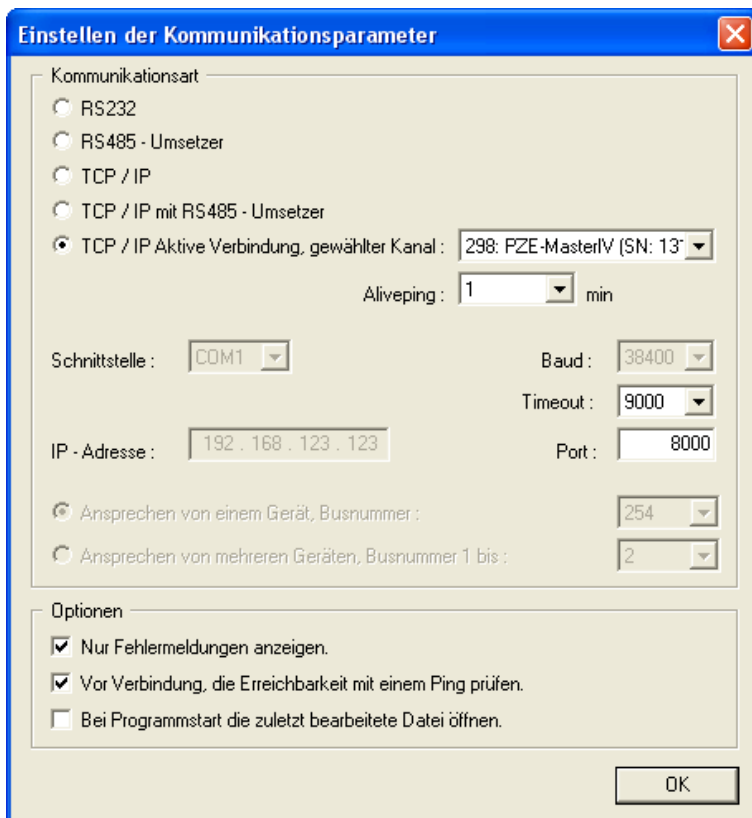 Einstellen der Kommunikationsparameter
Kommunikationsart
RS232
RS485 - Umsetzer
TCP / IP
TCP / IP mit RS485 - Umsetzer
TCP / IP Aktive Verbindung, gewählter Kanal : 298: PZE-MasterIV (SN: 13
Aliveping : 1 min
Schnittstelle : COM1 Baud : 38400
Timeout : 9000
IP - Adresse : 192 . 168 . 123 . 123 Port : 8000
Ansprechen von einem Gerät, Busnummer : 254
Ansprechen von mehreren Geräten, Busnummer 1 bis : 2
Optionen
Nur Fehlermeldungen anzeigen.
Vor Verbindung, die Erreichbarkeit mit einem Ping prüfen.
Bei Programmstart die zuletzt bearbeitete Datei öffnen.
OK